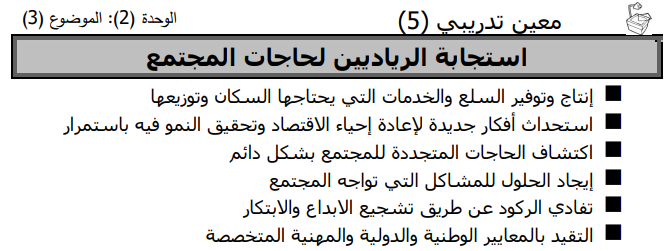 معين تدريبي (5)
الوحدة (2): الموضوع (3)
استجابة الرياديين لحاجات المجتمع
■ إنتاج وتوفير السلع والخدمات التي يحتاجها السكان وتوزيعها
■ استحداث أفكار جديدة لإعادة إحياء الاقتصاد وتحقيق النمو فيه باستمرار
■ اكتشاف الحاجات المتجددة للمجتمع بشكل دائم
■ إيجاد الحلول للمشاكل التي تواجه المجتمع
■ تفادي الركود عن طريق تشجيع الابداع والابتكار
■ التقيد بالمعايير الوطنية والدولية والمهنية المتخصصة